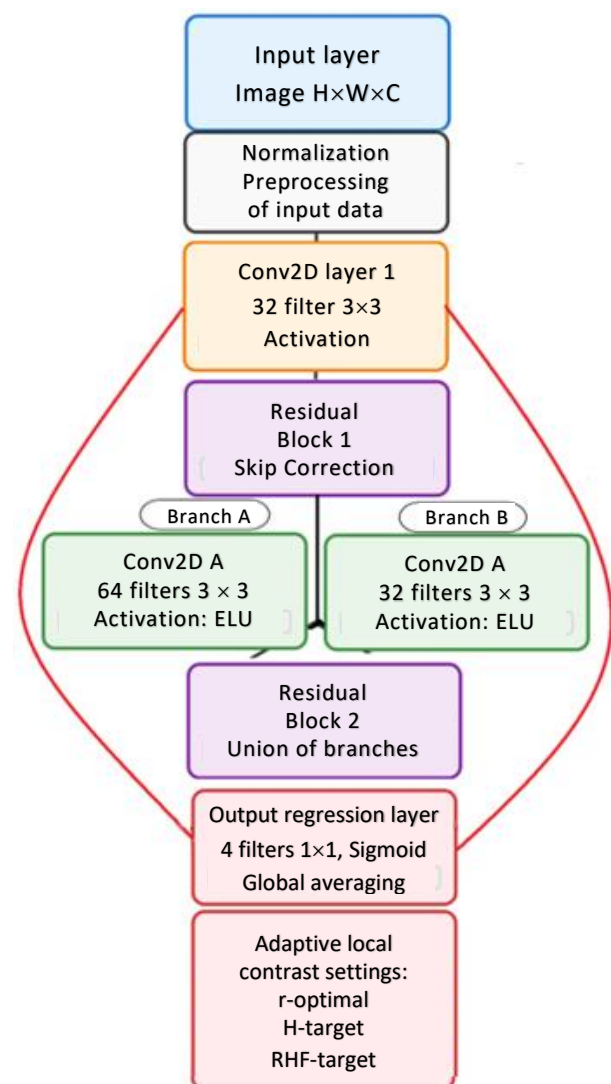 Input layer
Image H×W×C
Normalization
Preprocessing
of input data
Conv2D layer 1
32 filter 3×3
Activation
Residual
Block 1
Skip Correction
Branch A
Branch B
Conv2D A
64 filters 3 × 3
Activation: ELU
Conv2D A
32 filters 3 × 3
Activation: ELU
Residual
Block 2
Union of branches
Output regression layer
4 filters 1×1, Sigmoid
Global averaging
Adaptive local
contrast settings:
r-optimal
H-target
RHF-target